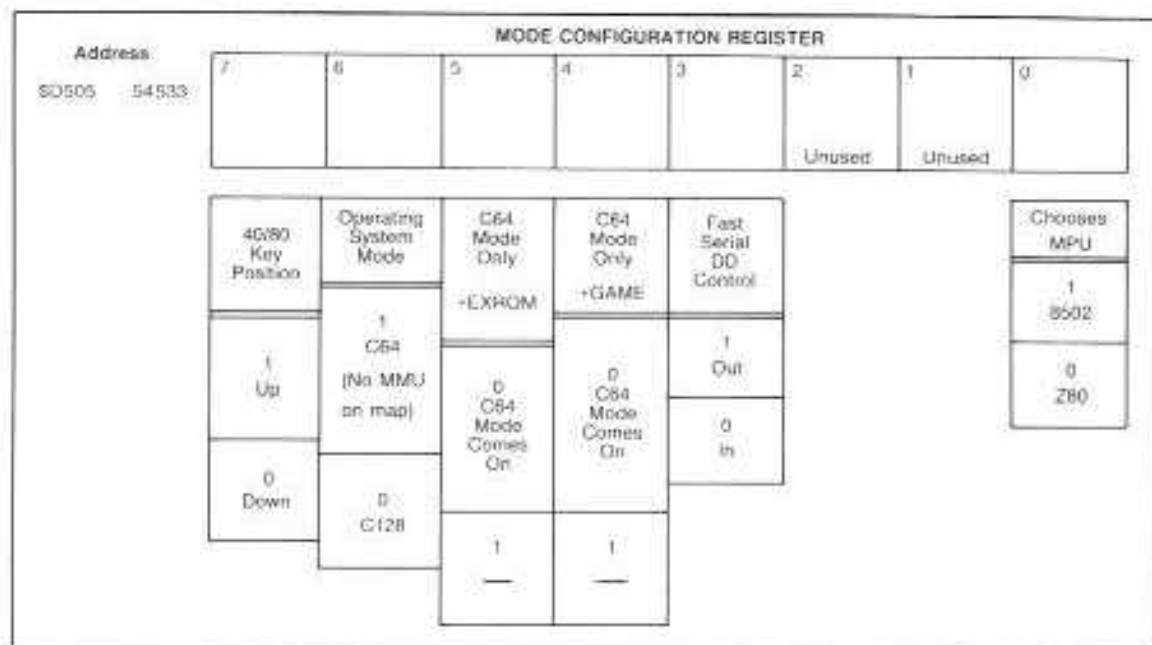 MODE CONFIGURATION REGISTER
Address
$D505 54533
7 6 5 4 3 2 1 0
Unused Unused
40/80
Key
Position
1
Up
0
Down
Operating
System
Mode
1
C64
(No MMU
on map)
0
C128
C64
Mode
Only
-EXROM
0
C64
Mode
Comes
On
1
—
C64
Mode
Only
-GAME
0
C64
Mode
Comes
On
1
—
Fast
Serial
DD
Control
1
Out
0
In
Chooses
MPU
1
8502
0
Z80